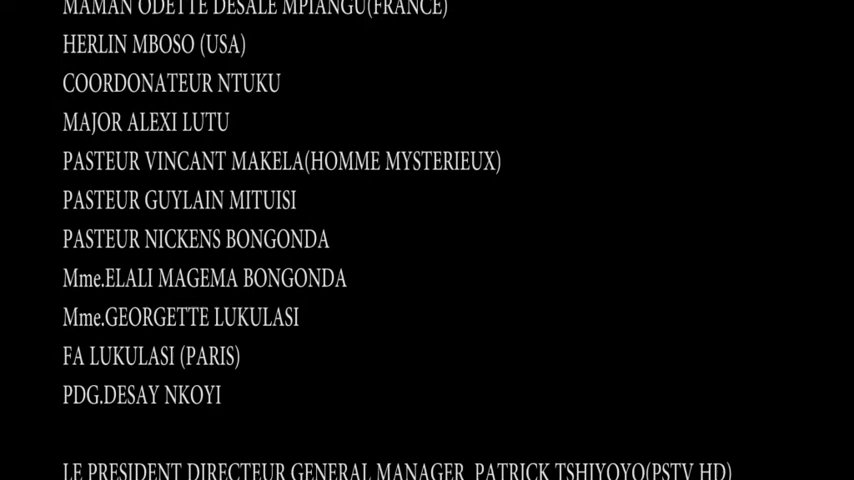 MAMAN ODETTE DESALE MPIANGU(FRANCE)
HERLIN MBOSO (USA)
COORDONATEUR NTUKU
MAJOR ALEXI LUTU
PASTEUR VINCANT MAKELA(HOMME MYSTERIEUX)
PASTEUR GUYLAIN MITUISI
PASTEUR NICKENS BONGONDA
Mme.ELALI MAGEMA BONGONDA
Mme.GEORGETTE LUKULASI
FA LUKULASI (PARIS)
PDG.DESAY NKOYI
LE PRESIDENT DIRECTEUR GENERAL MANAGER PATRICK TSHIYOYO(PSTV HD)